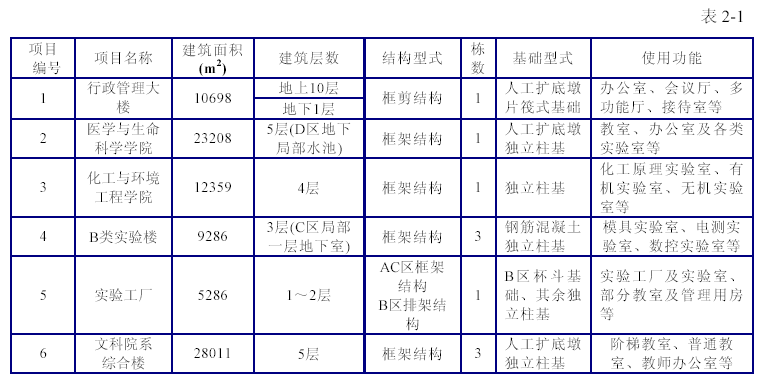 表 2-1
项目编号 项目名称 建筑面积(m²) 建筑层数 结构型式 栋数 基础型式 使用功能
1 行政管理大楼 10698 地上10层 地下1层 框剪结构 1 人工扩底墩片筏式基础 办公室、会议厅、多功能厅、接待室等
2 医学与生命科学学院 23208 5层(D区地下局部水池) 框架结构 1 人工扩底墩独立柱基 教室、办公室及各类实验室等
3 化工与环境工程学院 12359 4层 框架结构 1 独立柱基 化工原理实验室、有机实验室、无机实验室等
4 B类实验楼 9286 3层(C区局部一层地下室) 框架结构 3 钢筋混凝土独立柱基 模具实验室、电测实验室、数控实验室等
5 实验工厂 5286 1～2层 AC区框架结构B区排架结构 1 B区杯斗基础、其余独立柱基 实验工厂及实验室、部分教室及管理用房等
6 文科院系综合楼 28011 5层 框架结构 3 人工扩底墩独立柱基 阶梯教室、普通教室、教师办公室等